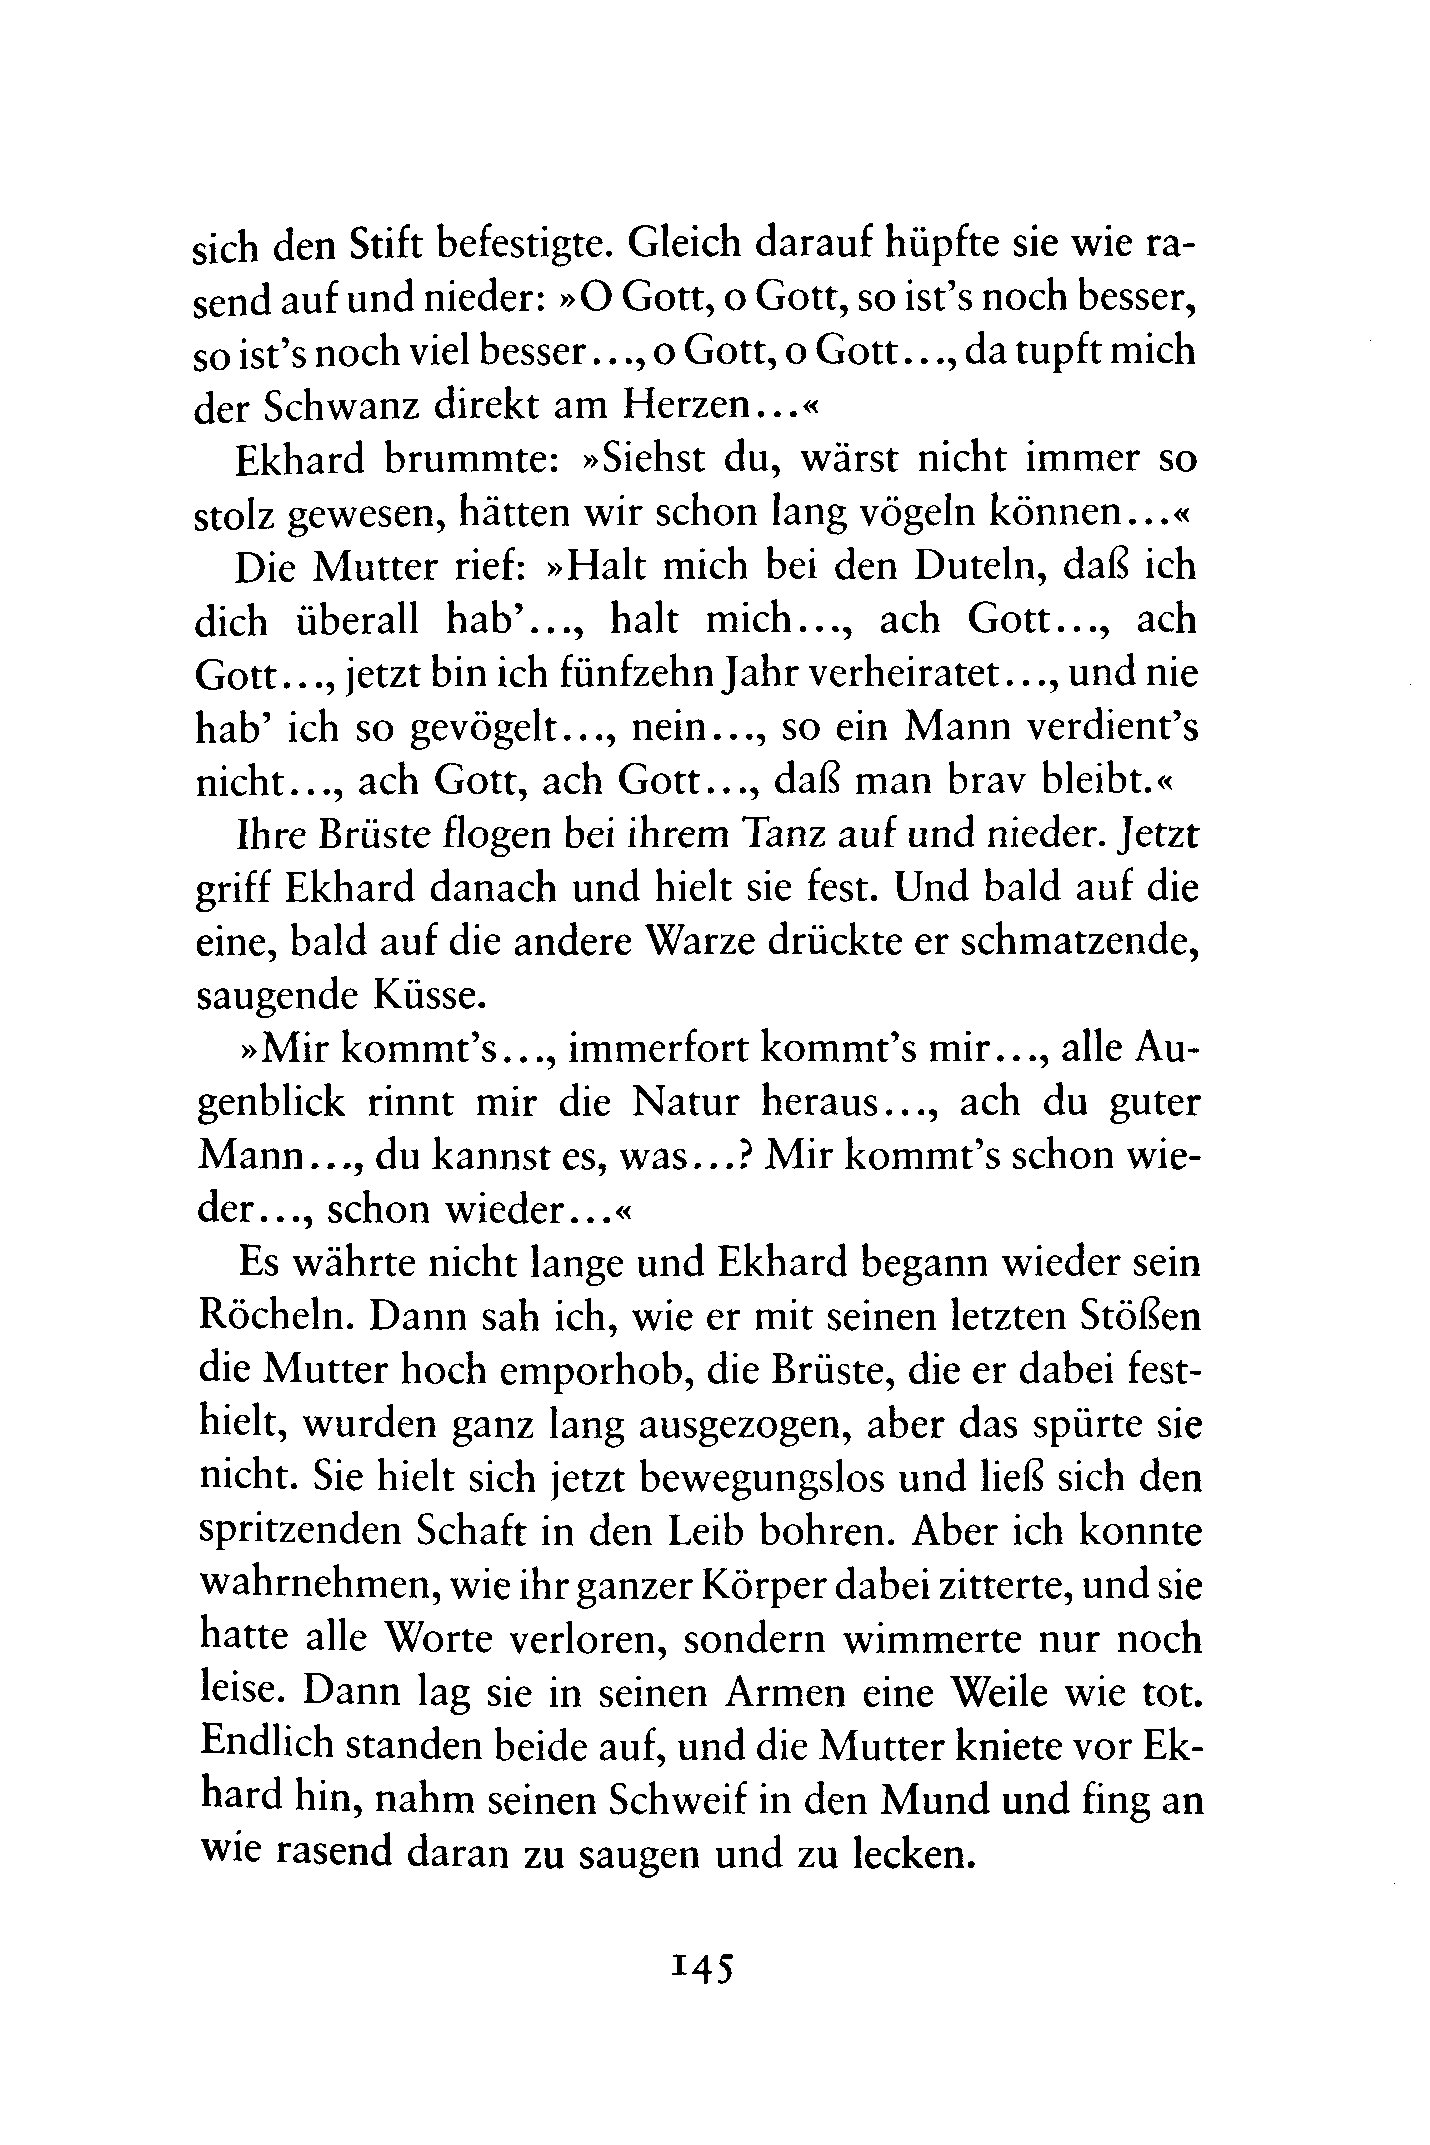 sich den Stift befestigte. Gleich darauf hüpfte sie wie ra-
send auf und nieder: »O Gott, o Gott, so ist's noch besser,
so ist's noch viel besser..., o Gott, o Gott..., da tupft mich
der Schwanz direkt am Herzen...«
Ekhard brummte: »Siehst du, wärst nicht immer so
stolz gewesen, hätten wir schon lang vögeln können...«
Die Mutter rief: »Halt mich bei den Duteln, daß ich
dich überall hab'..., halt mich..., ach Gott..., ach
Gott..., jetzt bin ich fünfzehn Jahr verheiratet..., und nie
hab' ich so gevögelt..., nein..., so ein Mann verdient's
nicht..., ach Gott, ach Gott..., daß man brav bleibt.«
Ihre Brüste flogen bei ihrem Tanz auf und nieder. Jetzt
griff Ekhard danach und hielt sie fest. Und bald auf die
eine, bald auf die andere Warze drückte er schmatzende,
saugende Küsse.
»Mir kommt's..., immerfort kommt's mir..., alle Au-
genblick rinnt mir die Natur heraus..., ach du guter
Mann..., du kannst es, was...? Mir kommt's schon wie-
der..., schon wieder...«
Es währte nicht lange und Ekhard begann wieder sein
Röcheln. Dann sah ich, wie er mit seinen letzten Stößen
die Mutter hoch emporhob, die Brüste, die er dabei fest-
hielt, wurden ganz lang ausgezogen, aber das spürte sie
nicht. Sie hielt sich jetzt bewegungslos und ließ sich den
spritzenden Schaft in den Leib bohren. Aber ich konnte
wahrnehmen, wie ihr ganzer Körper dabei zitterte, und sie
hatte alle Worte verloren, sondern wimmerte nur noch
leise. Dann lag sie in seinen Armen eine Weile wie tot.
Endlich standen beide auf, und die Mutter kniete vor Ek-
hard hin, nahm seinen Schweif in den Mund und fing an
wie rasend daran zu saugen und zu lecken.
145